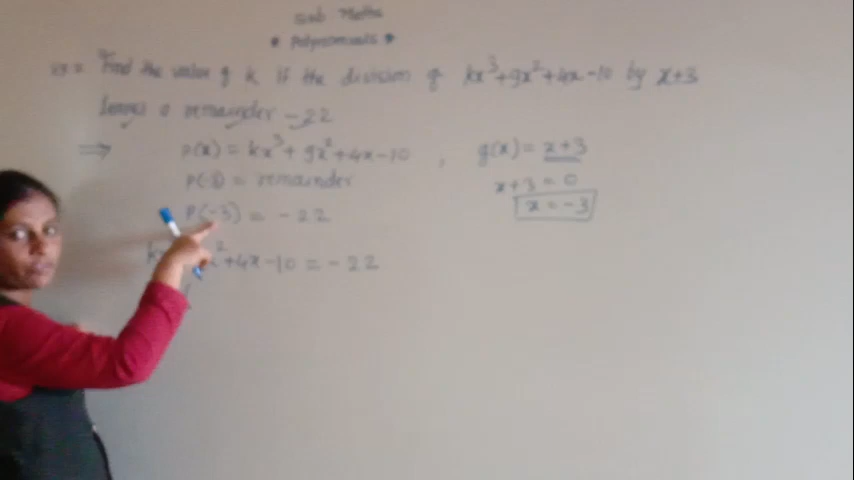 Sub Maths
* Polynomials *
Find the value of k if the division of kx³+9x²+4x-10 by x+3
leaves a remainder -22
⇒ P(x) = kx³+9x²+4x-10 , g(x) = x+3
P(-3) = remainder
x+3 = 0
P(-3) = -22
x = -3
x²+4x-10 = -22